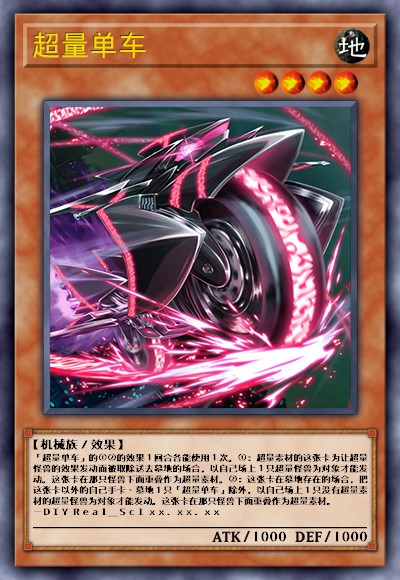 超量单车
地
【机械族/效果】
「超量单车」的①②的效果1回合各能使用1次。①：超量素材的这张卡为让超量
怪兽的效果发动而被取除送去墓地的场合，以自己场上1只超量怪兽为对象才能发
动。这张卡在那只怪兽下面重叠作为超量素材。②：这张卡在墓地存在的场合，把
这张卡以外的自己手卡·墓地1只「超量单车」除外，以自己场上1只没有超量素
材的超量怪兽为对象才能发动。这张卡在那只怪兽下面重叠作为超量素材。
—DIYReal_Scl xx. xx. xx
ATK/1000 DEF/1000